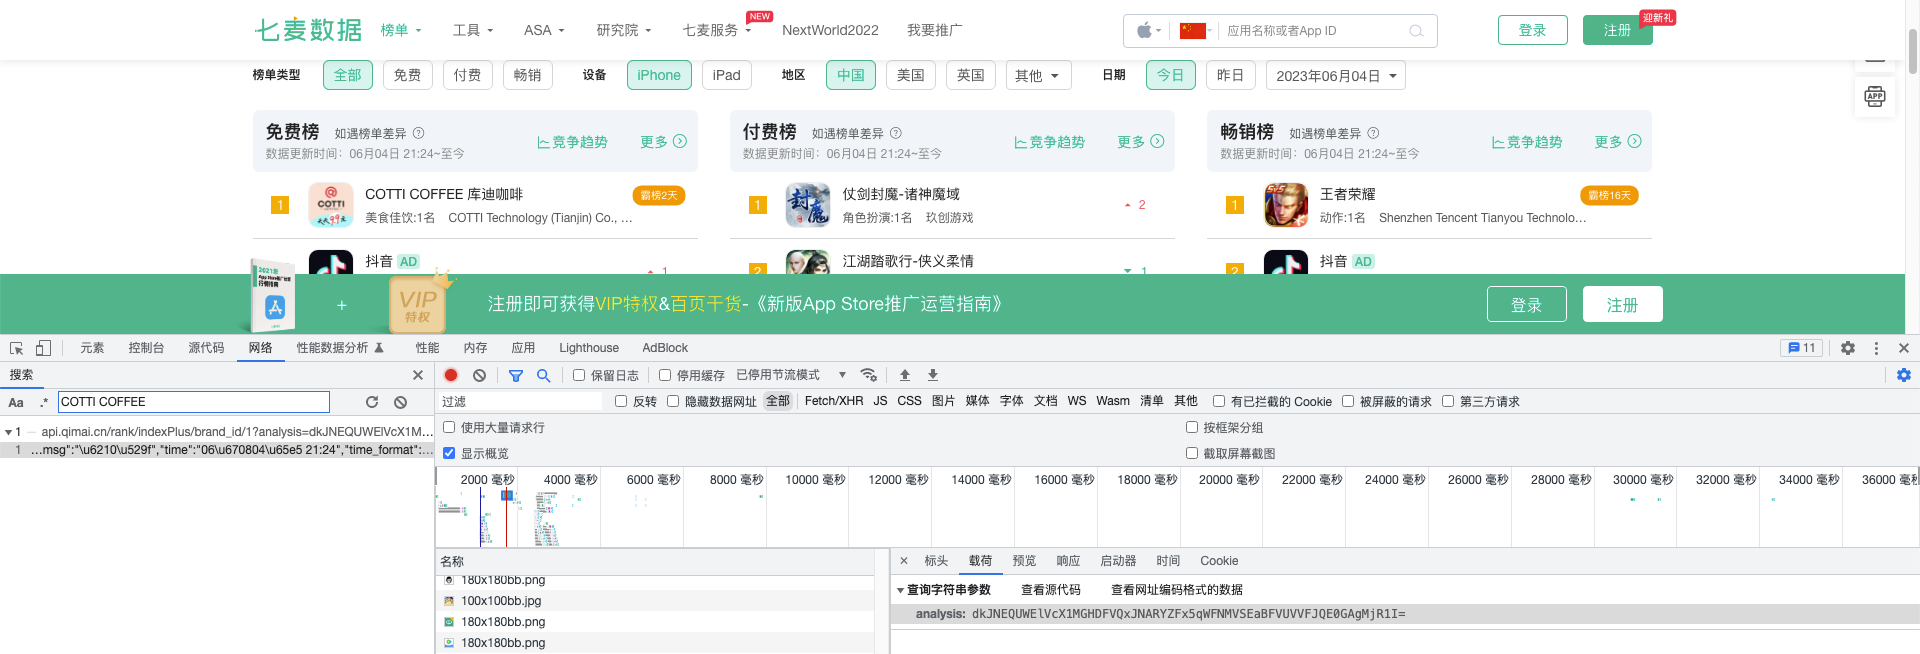 七麦数据 榜单 工具 ASA 研究院 七麦服务 NEW NextWorld2022 我要推广 应用名称或者App ID 登录 注册 迎新礼
榜单类型 全部 免费 付费 畅销 设备 iPhone iPad 地区 中国 美国 英国 其他 日期 今日 昨日 2023年06月04日
APP
免费榜 如遇榜单差异 ? 竞争趋势 更多
数据更新时间：06月04日 21:24~至今
付费榜 如遇榜单差异 ? 竞争趋势 更多
数据更新时间：06月04日 21:24~至今
畅销榜 如遇榜单差异 ? 竞争趋势 更多
数据更新时间：06月04日 21:24~至今
1 COTTI COFFEE 库迪咖啡 霸榜2天
美食佳饮:1名 COTTI Technology (Tianjin) Co., ...
抖音 AD 1
1 仗剑封魔-诸神魔域 2
角色扮演:1名 玖创游戏
2 江湖踏歌行-侠义柔情 1
1 王者荣耀 霸榜16天
动作:1名 Shenzhen Tencent Tianyou Technolo...
2 抖音 AD
+ VIP特权 注册即可获得VIP特权&百页干货-《新版App Store推广运营指南》 登录 注册
元素 控制台 源代码 网络 性能数据分析 性能 内存 应用 Lighthouse AdBlock 11
搜索
Aa .* COTTI COFFEE
1 — api.qimai.cn/rank/indexPlus/brand_id/1?analysis=dkJNEQUWElVcX1M...
1 ...msg":"\u6210\u529f","time":"06\u670804\u65e5 21:24","time_format":...
保留日志 停用缓存 已停用节流模式
过滤 反转 隐藏数据网址 全部 Fetch/XHR JS CSS 图片 媒体 字体 文档 WS Wasm 清单 其他 有已拦截的 Cookie 被屏蔽的请求 第三方请求
使用大量请求行 按框架分组
显示概览 截取屏幕截图
2000 毫秒 4000 毫秒 6000 毫秒 8000 毫秒 10000 毫秒 12000 毫秒 14000 毫秒 16000 毫秒 18000 毫秒 20000 毫秒 22000 毫秒 24000 毫秒 26000 毫秒 28000 毫秒 30000 毫秒 32000 毫秒 34000 毫秒 36000 毫秒
名称
180x180bb.png
100x100bb.jpg
180x180bb.png
180x180bb.png
标头 载荷 预览 响应 启动器 时间 Cookie
查询字符串参数 查看源代码 查看网址编码格式的数据
analysis: dkJNEQUWElVcX1MGHDFVQxJNARYZFx5qWFNMVSEaBFVUVVFJQE0GAgMjR1I=